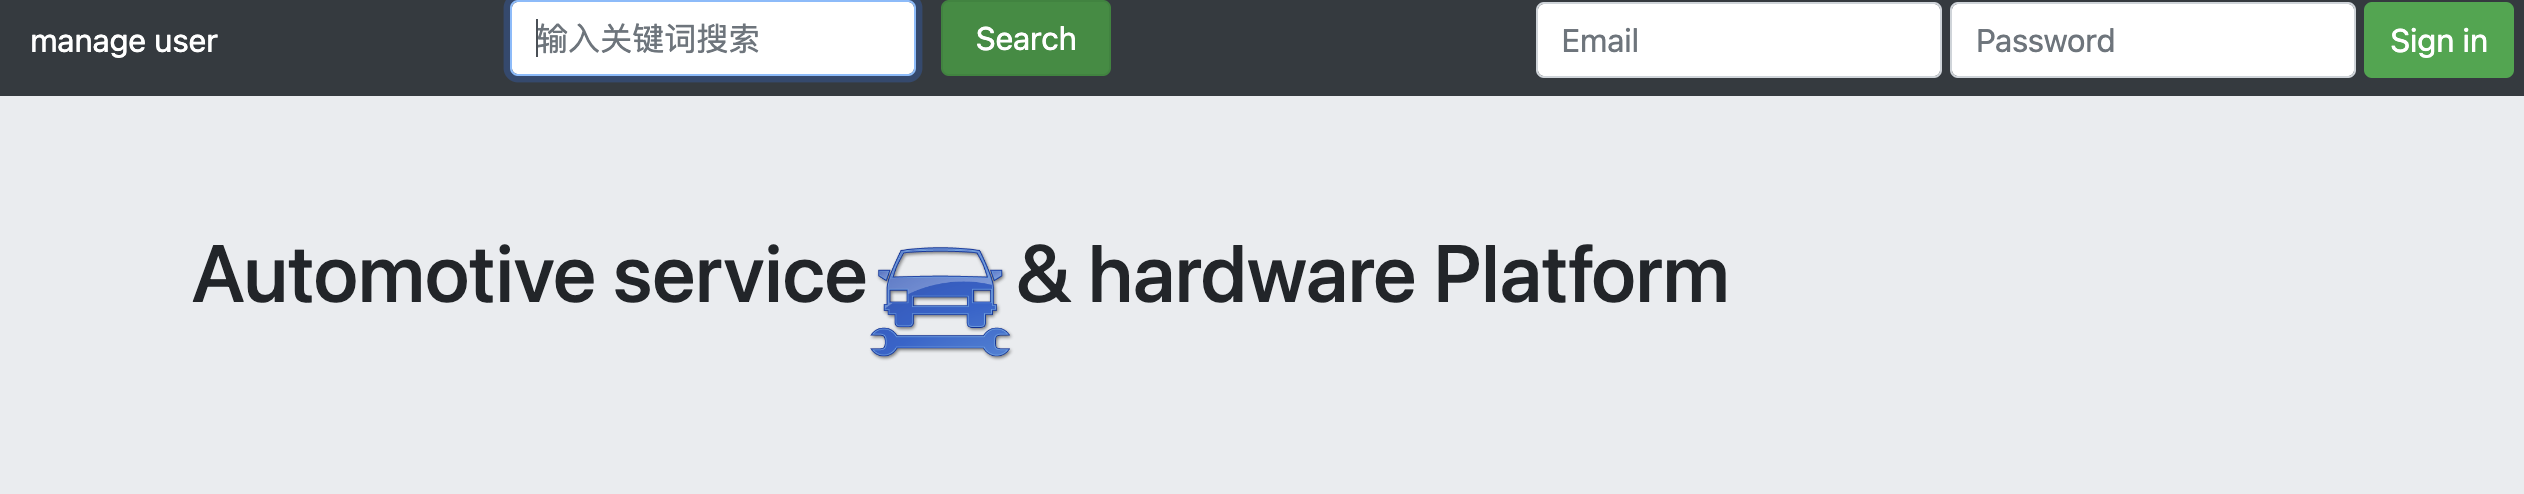 manage user 输入关键词搜索 Search Email Password Sign in
Automotive service & hardware Platform